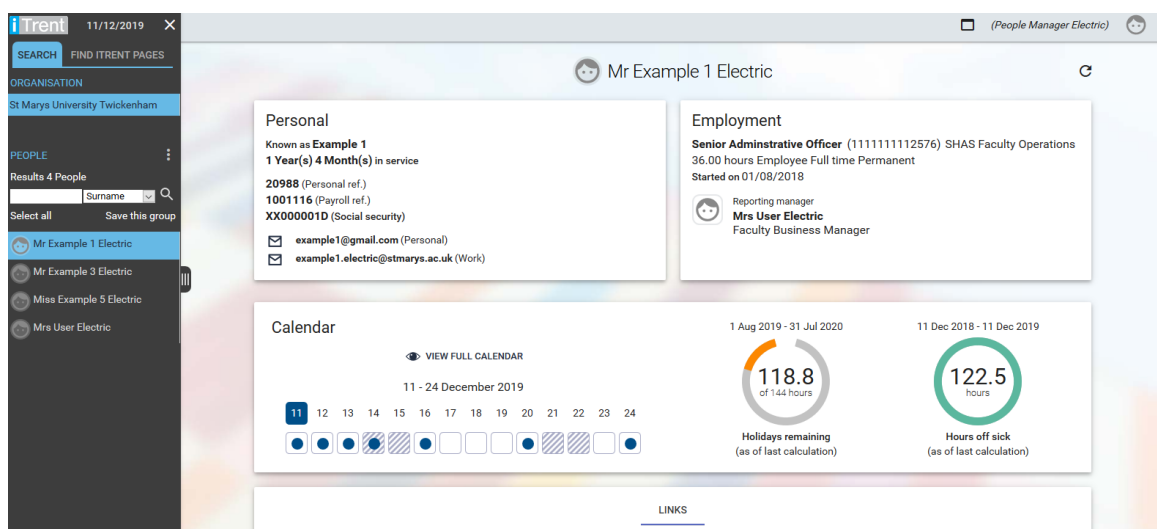 iTrent 11/12/2019
(People Manager Electric)
SEARCH FIND ITRENT PAGES
ORGANISATION
St Marys University Twickenham
PEOPLE
Results 4 People
Surname
Select all Save this group
Mr Example 1 Electric
Mr Example 3 Electric
Miss Example 5 Electric
Mrs User Electric
Mr Example 1 Electric
Personal
Known as Example 1
1 Year(s) 4 Month(s) in service
20988 (Personal ref.)
1001116 (Payroll ref.)
XX000001D (Social security)
example1@gmail.com (Personal)
example1.electric@stmarys.ac.uk (Work)
Employment
Senior Adminstrative Officer (1111111112576) SHAS Faculty Operations
36.00 hours Employee Full time Permanent
Started on 01/08/2018
Reporting manager
Mrs User Electric
Faculty Business Manager
Calendar
VIEW FULL CALENDAR
11 - 24 December 2019
11 12 13 14 15 16 17 18 19 20 21 22 23 24
1 Aug 2019 - 31 Jul 2020
118.8
of 144 hours
Holidays remaining
(as of last calculation)
11 Dec 2018 - 11 Dec 2019
122.5
hours
Hours off sick
(as of last calculation)
LINKS